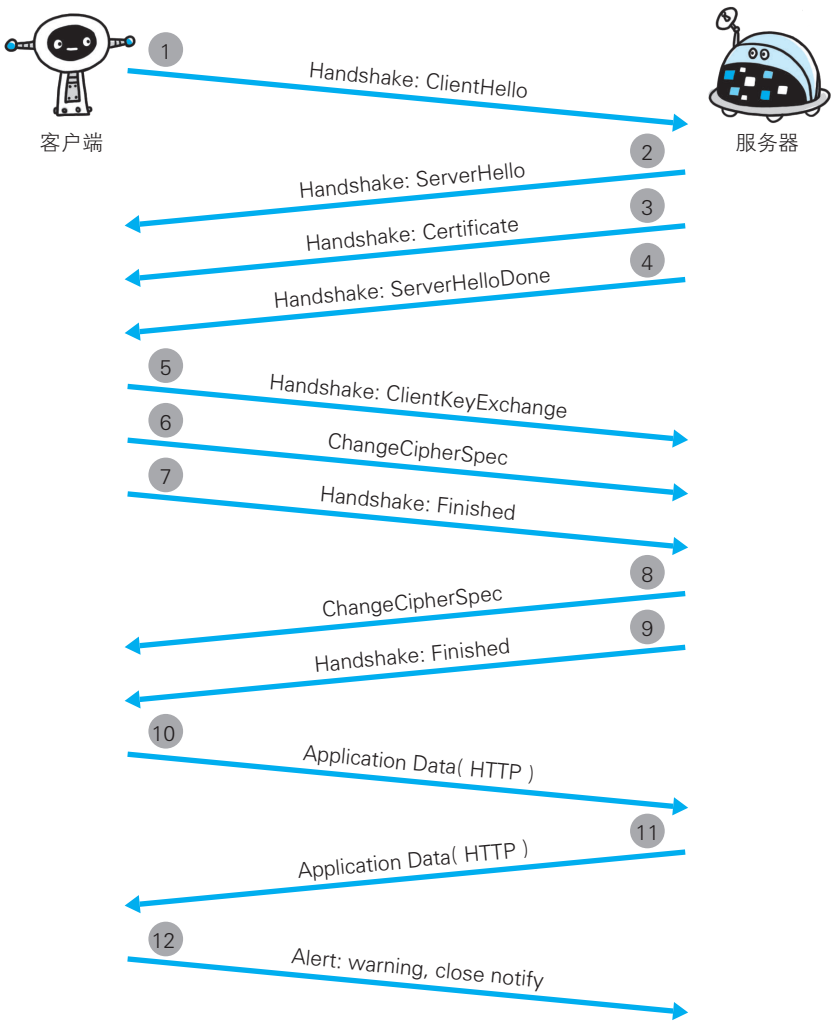 1
Handshake: ClientHello
客户端
服务器
2
Handshake: ServerHello
3
Handshake: Certificate
4
Handshake: ServerHelloDone
5
Handshake: ClientKeyExchange
6
ChangeCipherSpec
7
Handshake: Finished
8
ChangeCipherSpec
9
Handshake: Finished
10
Application Data( HTTP )
11
Application Data( HTTP )
12
Alert: warning, close notify